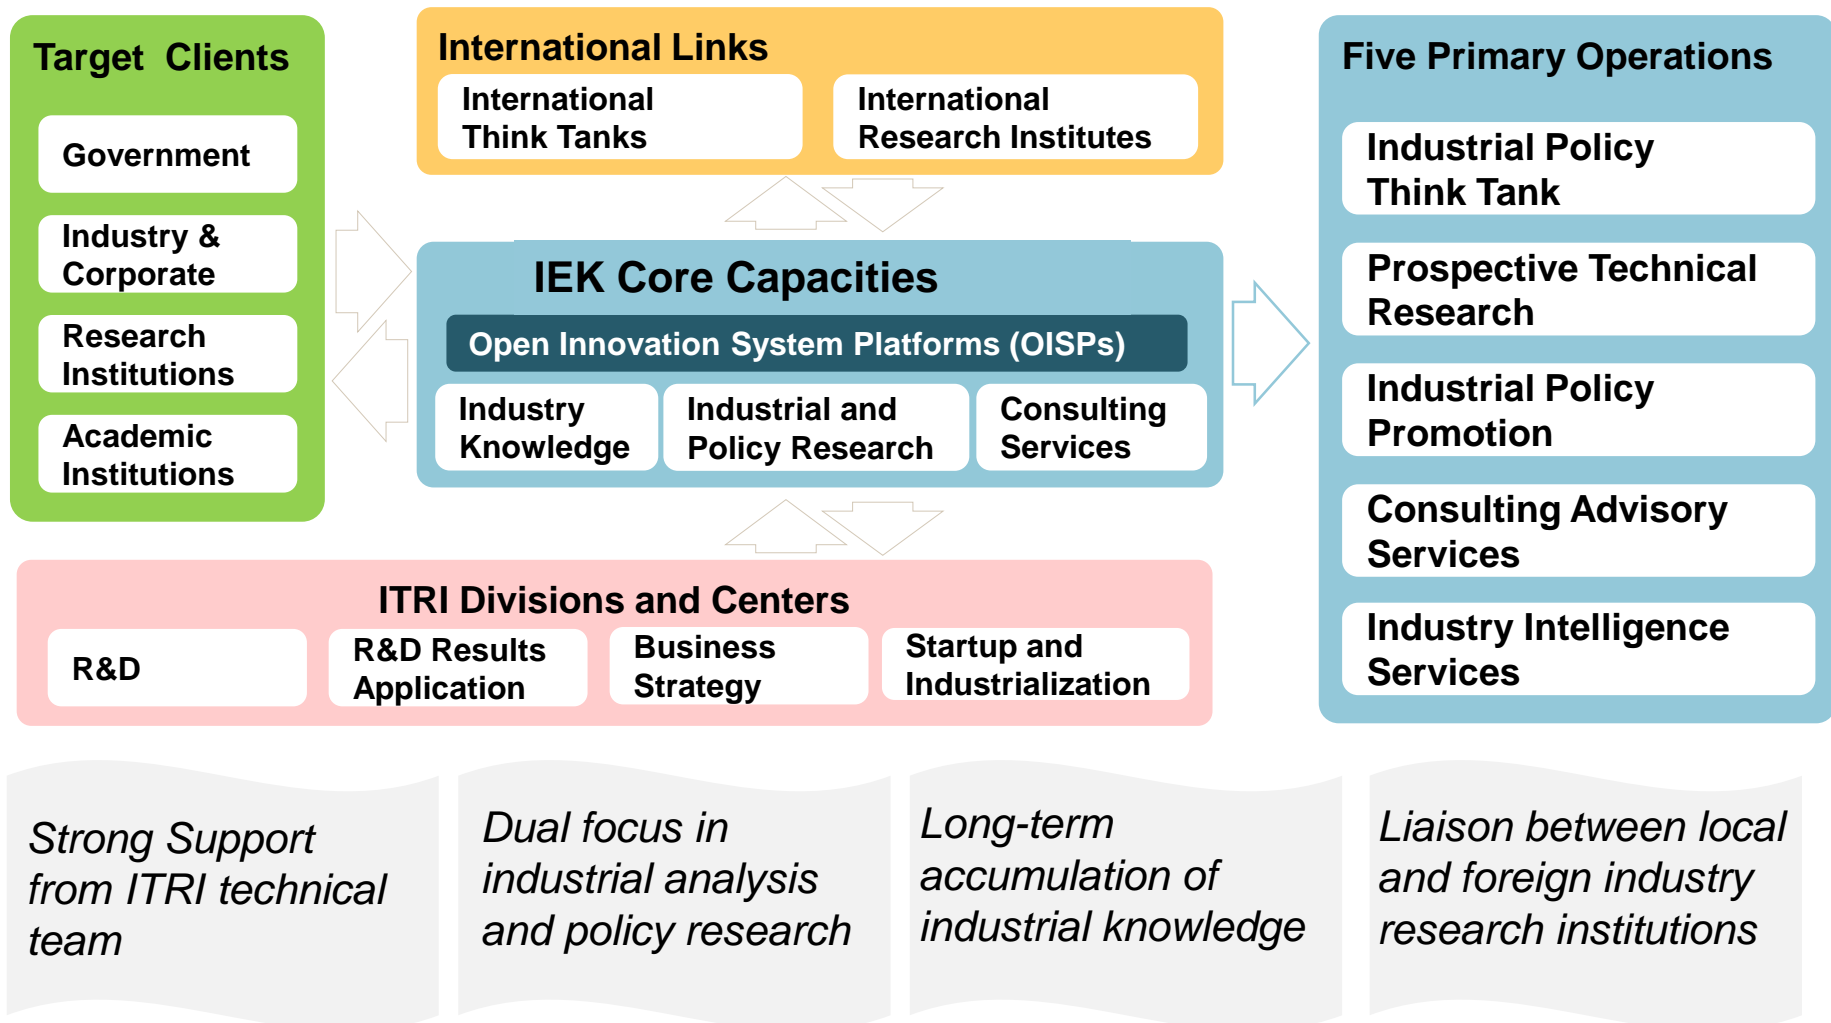 Target Clients
Government
Industry &
Corporate
Research
Institutions
Academic
Institutions
International Links
International
Think Tanks
International
Research Institutes
IEK Core Capacities
Open Innovation System Platforms (OISPs)
Industry
Knowledge
Industrial and
Policy Research
Consulting
Services
ITRI Divisions and Centers
R&D
R&D Results
Application
Business
Strategy
Startup and
Industrialization
Five Primary Operations
Industrial Policy
Think Tank
Prospective Technical
Research
Industrial Policy
Promotion
Consulting Advisory
Services
Industry Intelligence
Services
Strong Support
from ITRI technical
team
Dual focus in
industrial analysis
and policy research
Long-term
accumulation of
industrial knowledge
Liaison between local
and foreign industry
research institutions